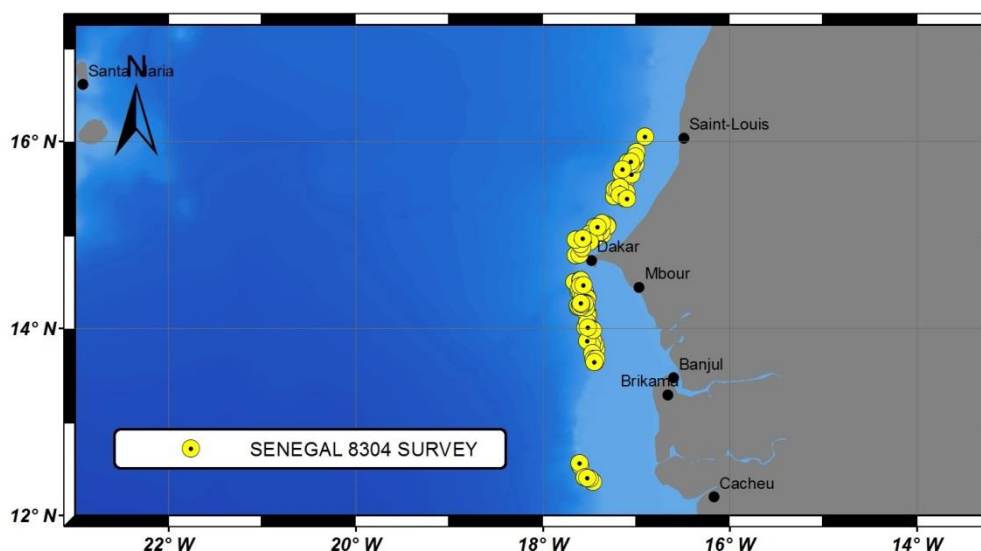 N
Santa Maria
16° N
Saint-Louis
Dakar
Mbour
14° N
Banjul
Brikama
SENEGAL 8304 SURVEY
Cacheu
12° N
22° W
20° W
18° W
16° W
14° W